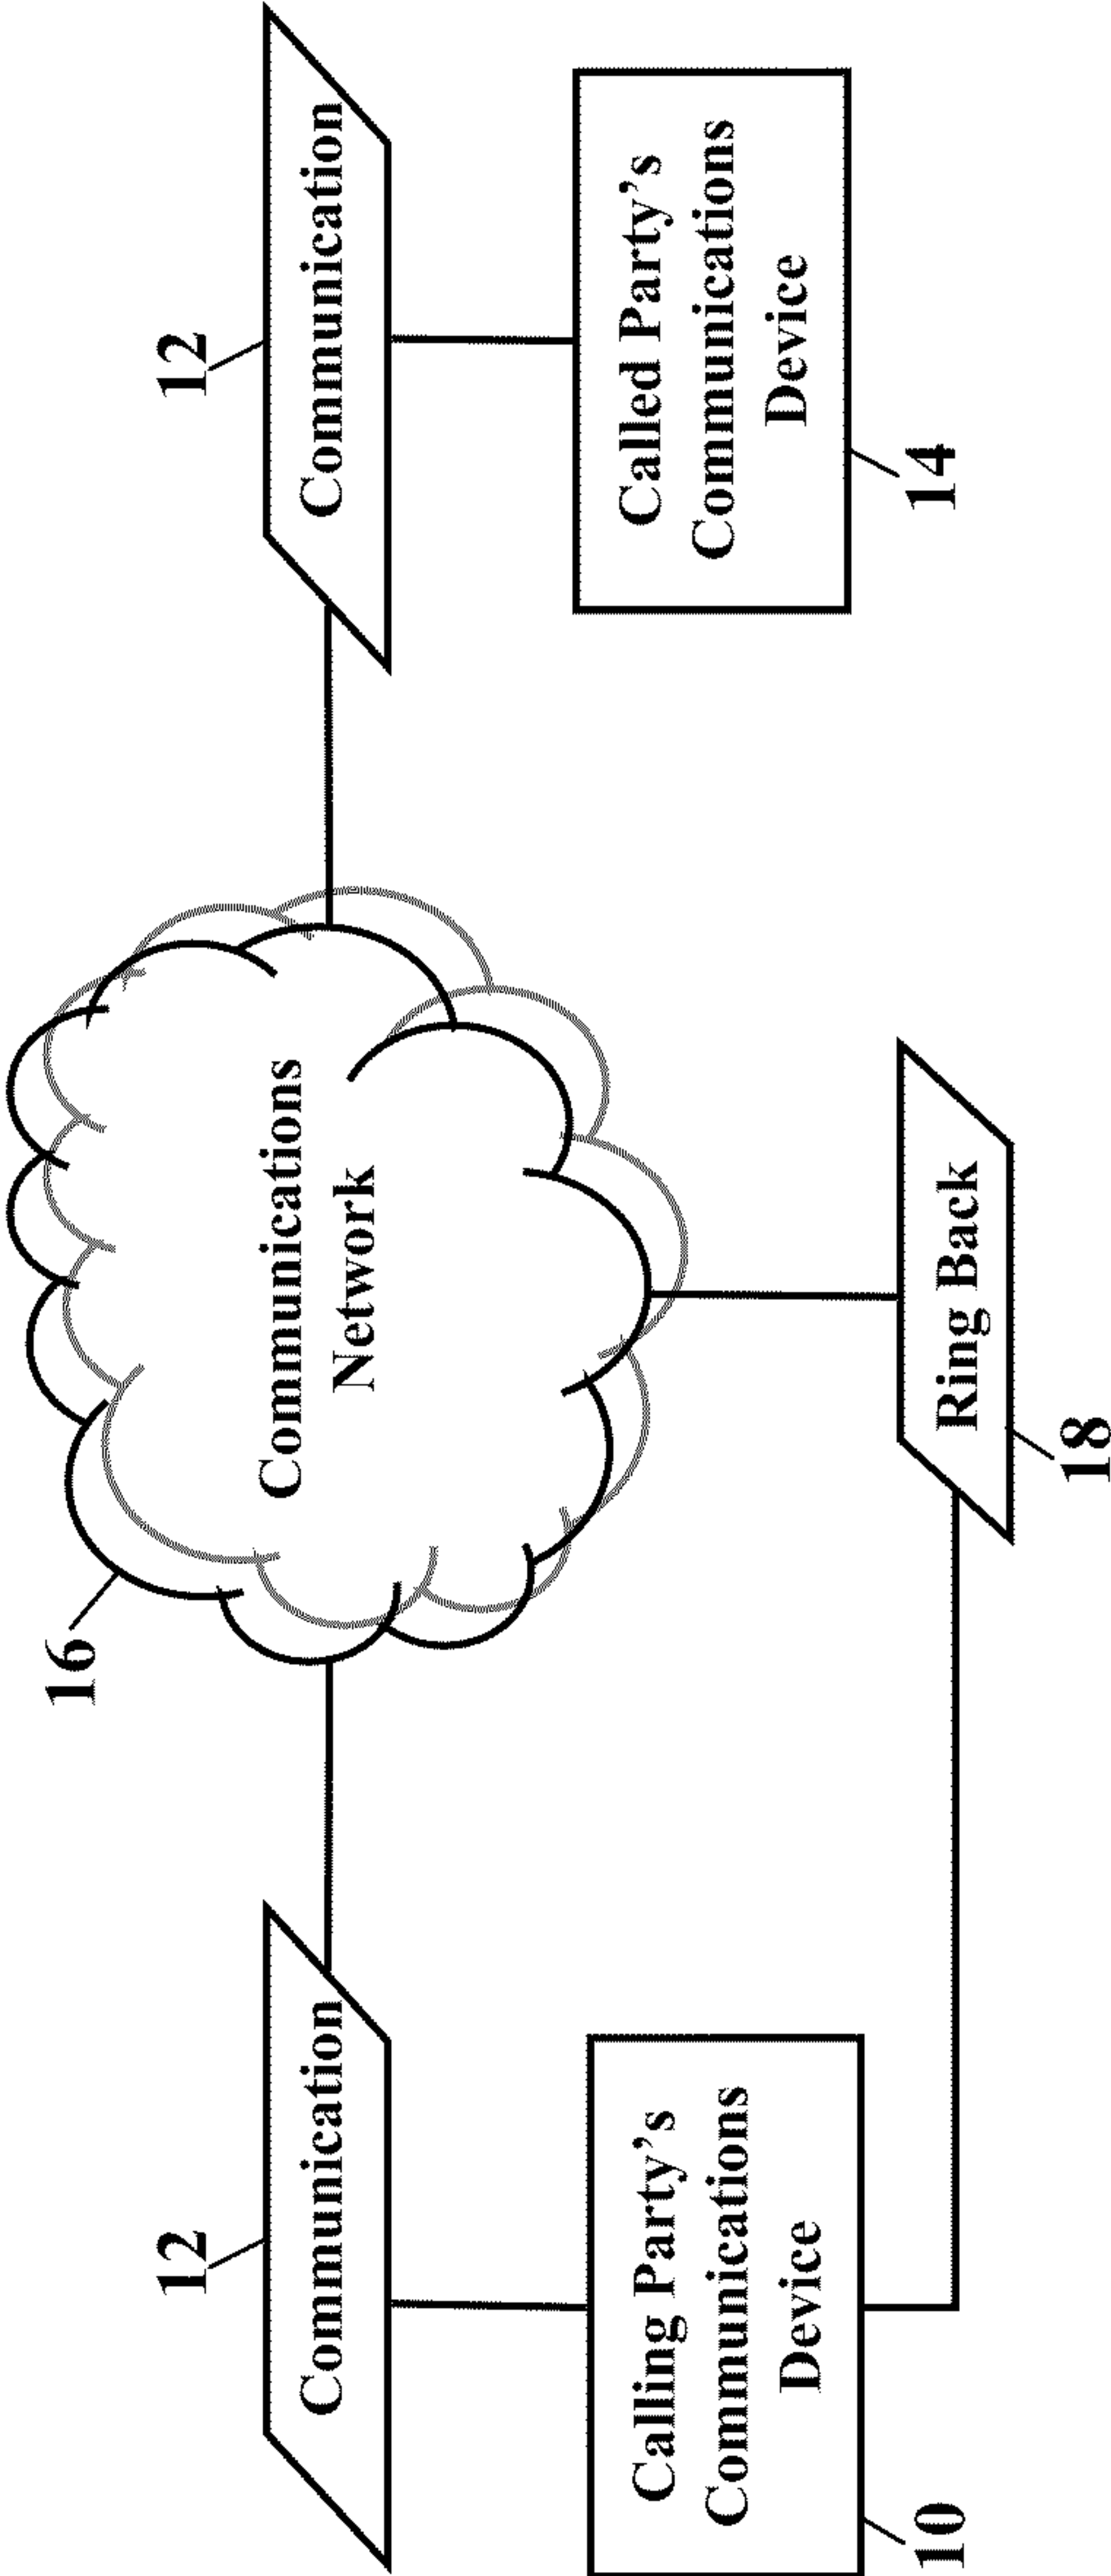 16
12
Communication
Communications
Network
12
Communication
Calling Party’s
Communications
Device
10
Called Party’s
Communications
Device
14
Ring Back
18